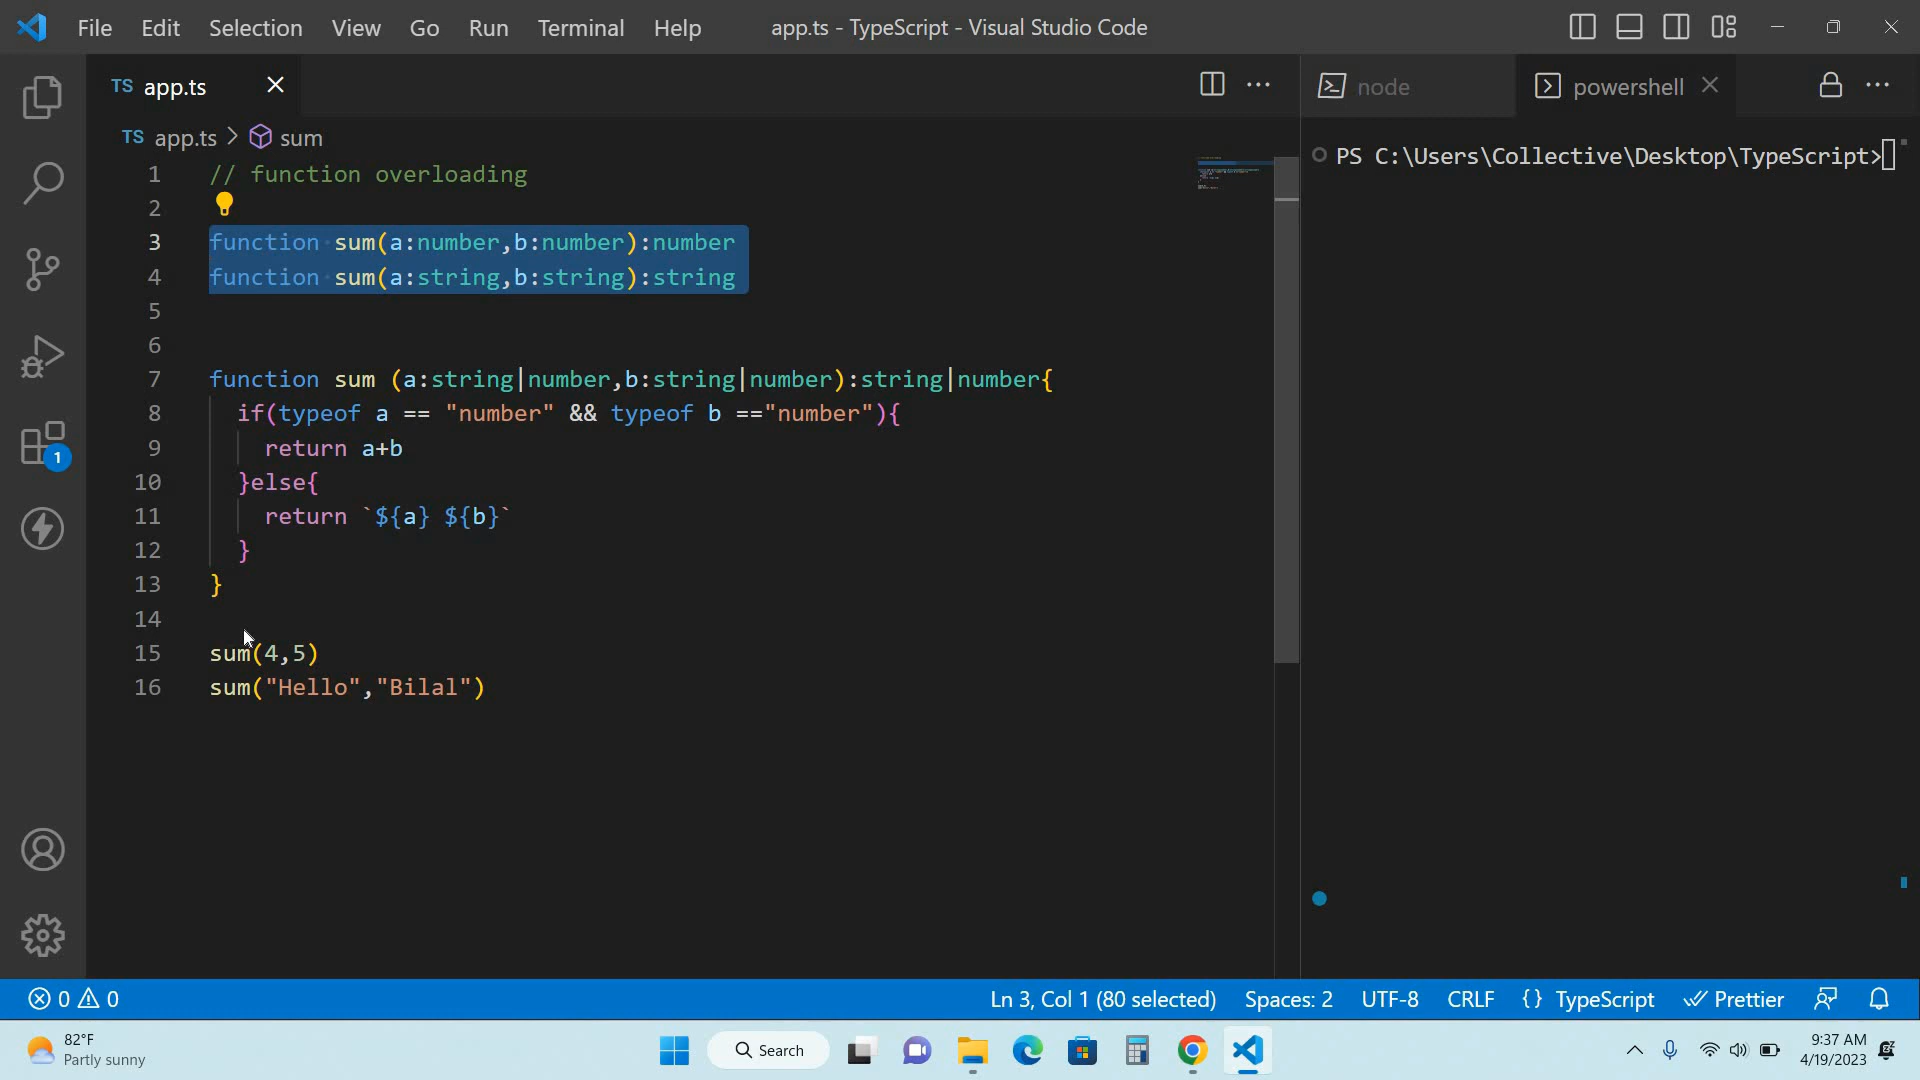 File Edit Selection View Go Run Terminal Help app.ts - TypeScript - Visual Studio Code
TS app.ts
node powershell
TS app.ts > sum
PS C:\Users\Collective\Desktop\TypeScript>
1 // function overloading
2
3 function sum(a:number,b:number):number
4 function sum(a:string,b:string):string
5
6
7 function sum (a:string|number,b:string|number):string|number{
8 if(typeof a == "number" && typeof b =="number"){
9 return a+b
10 }else{
11 return `${a} ${b}`
12 }
13 }
14
15 sum(4,5)
16 sum("Hello","Bilal")
1
0 0 Ln 3, Col 1 (80 selected) Spaces: 2 UTF-8 CRLF {} TypeScript Prettier
82°F
Partly sunny
Search
9:37 AM
4/19/2023